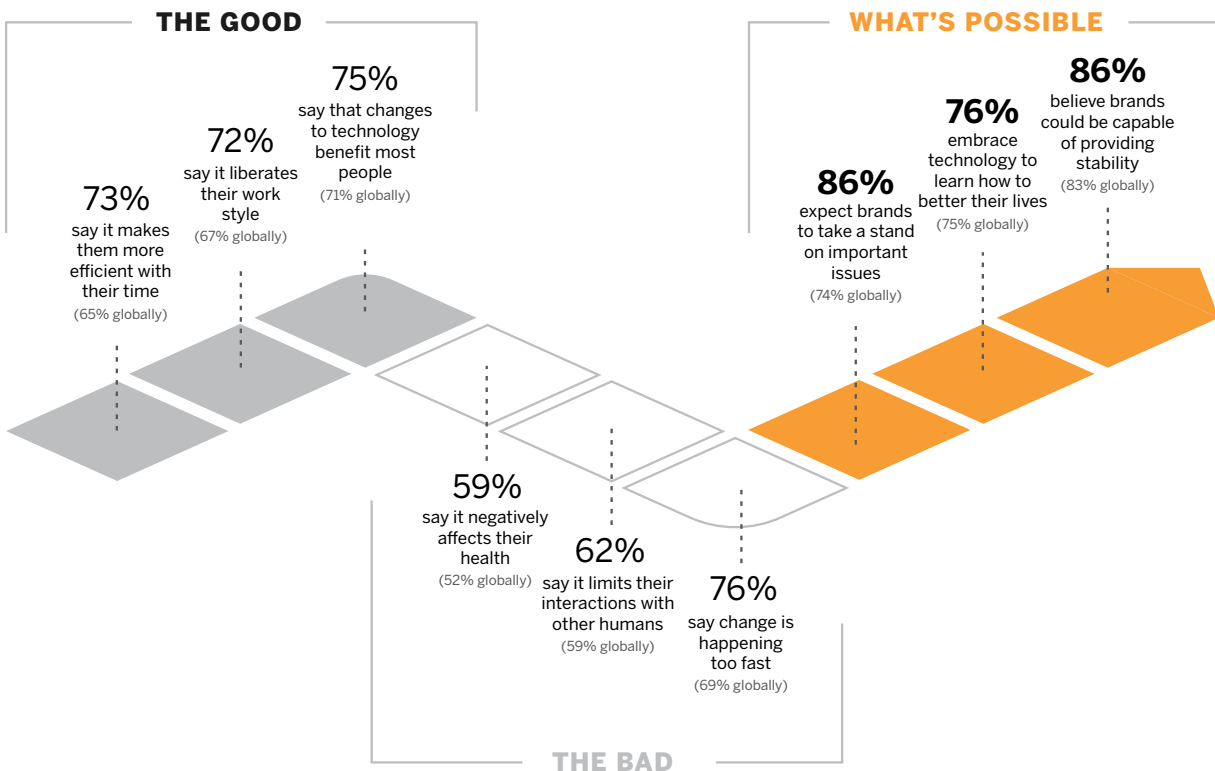 THE GOOD
73%
say it makes
them more
efficient with
their time
(65% globally)
72%
say it liberates
their work
style
(67% globally)
75%
say that changes
to technology
benefit most
people
(71% globally)
59%
say it negatively
affects their
health
(52% globally)
62%
say it limits their
interactions with
other humans
(59% globally)
76%
say change is
happening
too fast
(69% globally)
THE BAD
WHAT'S POSSIBLE
86%
expect brands
to take a stand
on important
issues
(74% globally)
76%
embrace
technology to
learn how to
better their lives
(75% globally)
86%
believe brands
could be capable
of providing
stability
(83% globally)